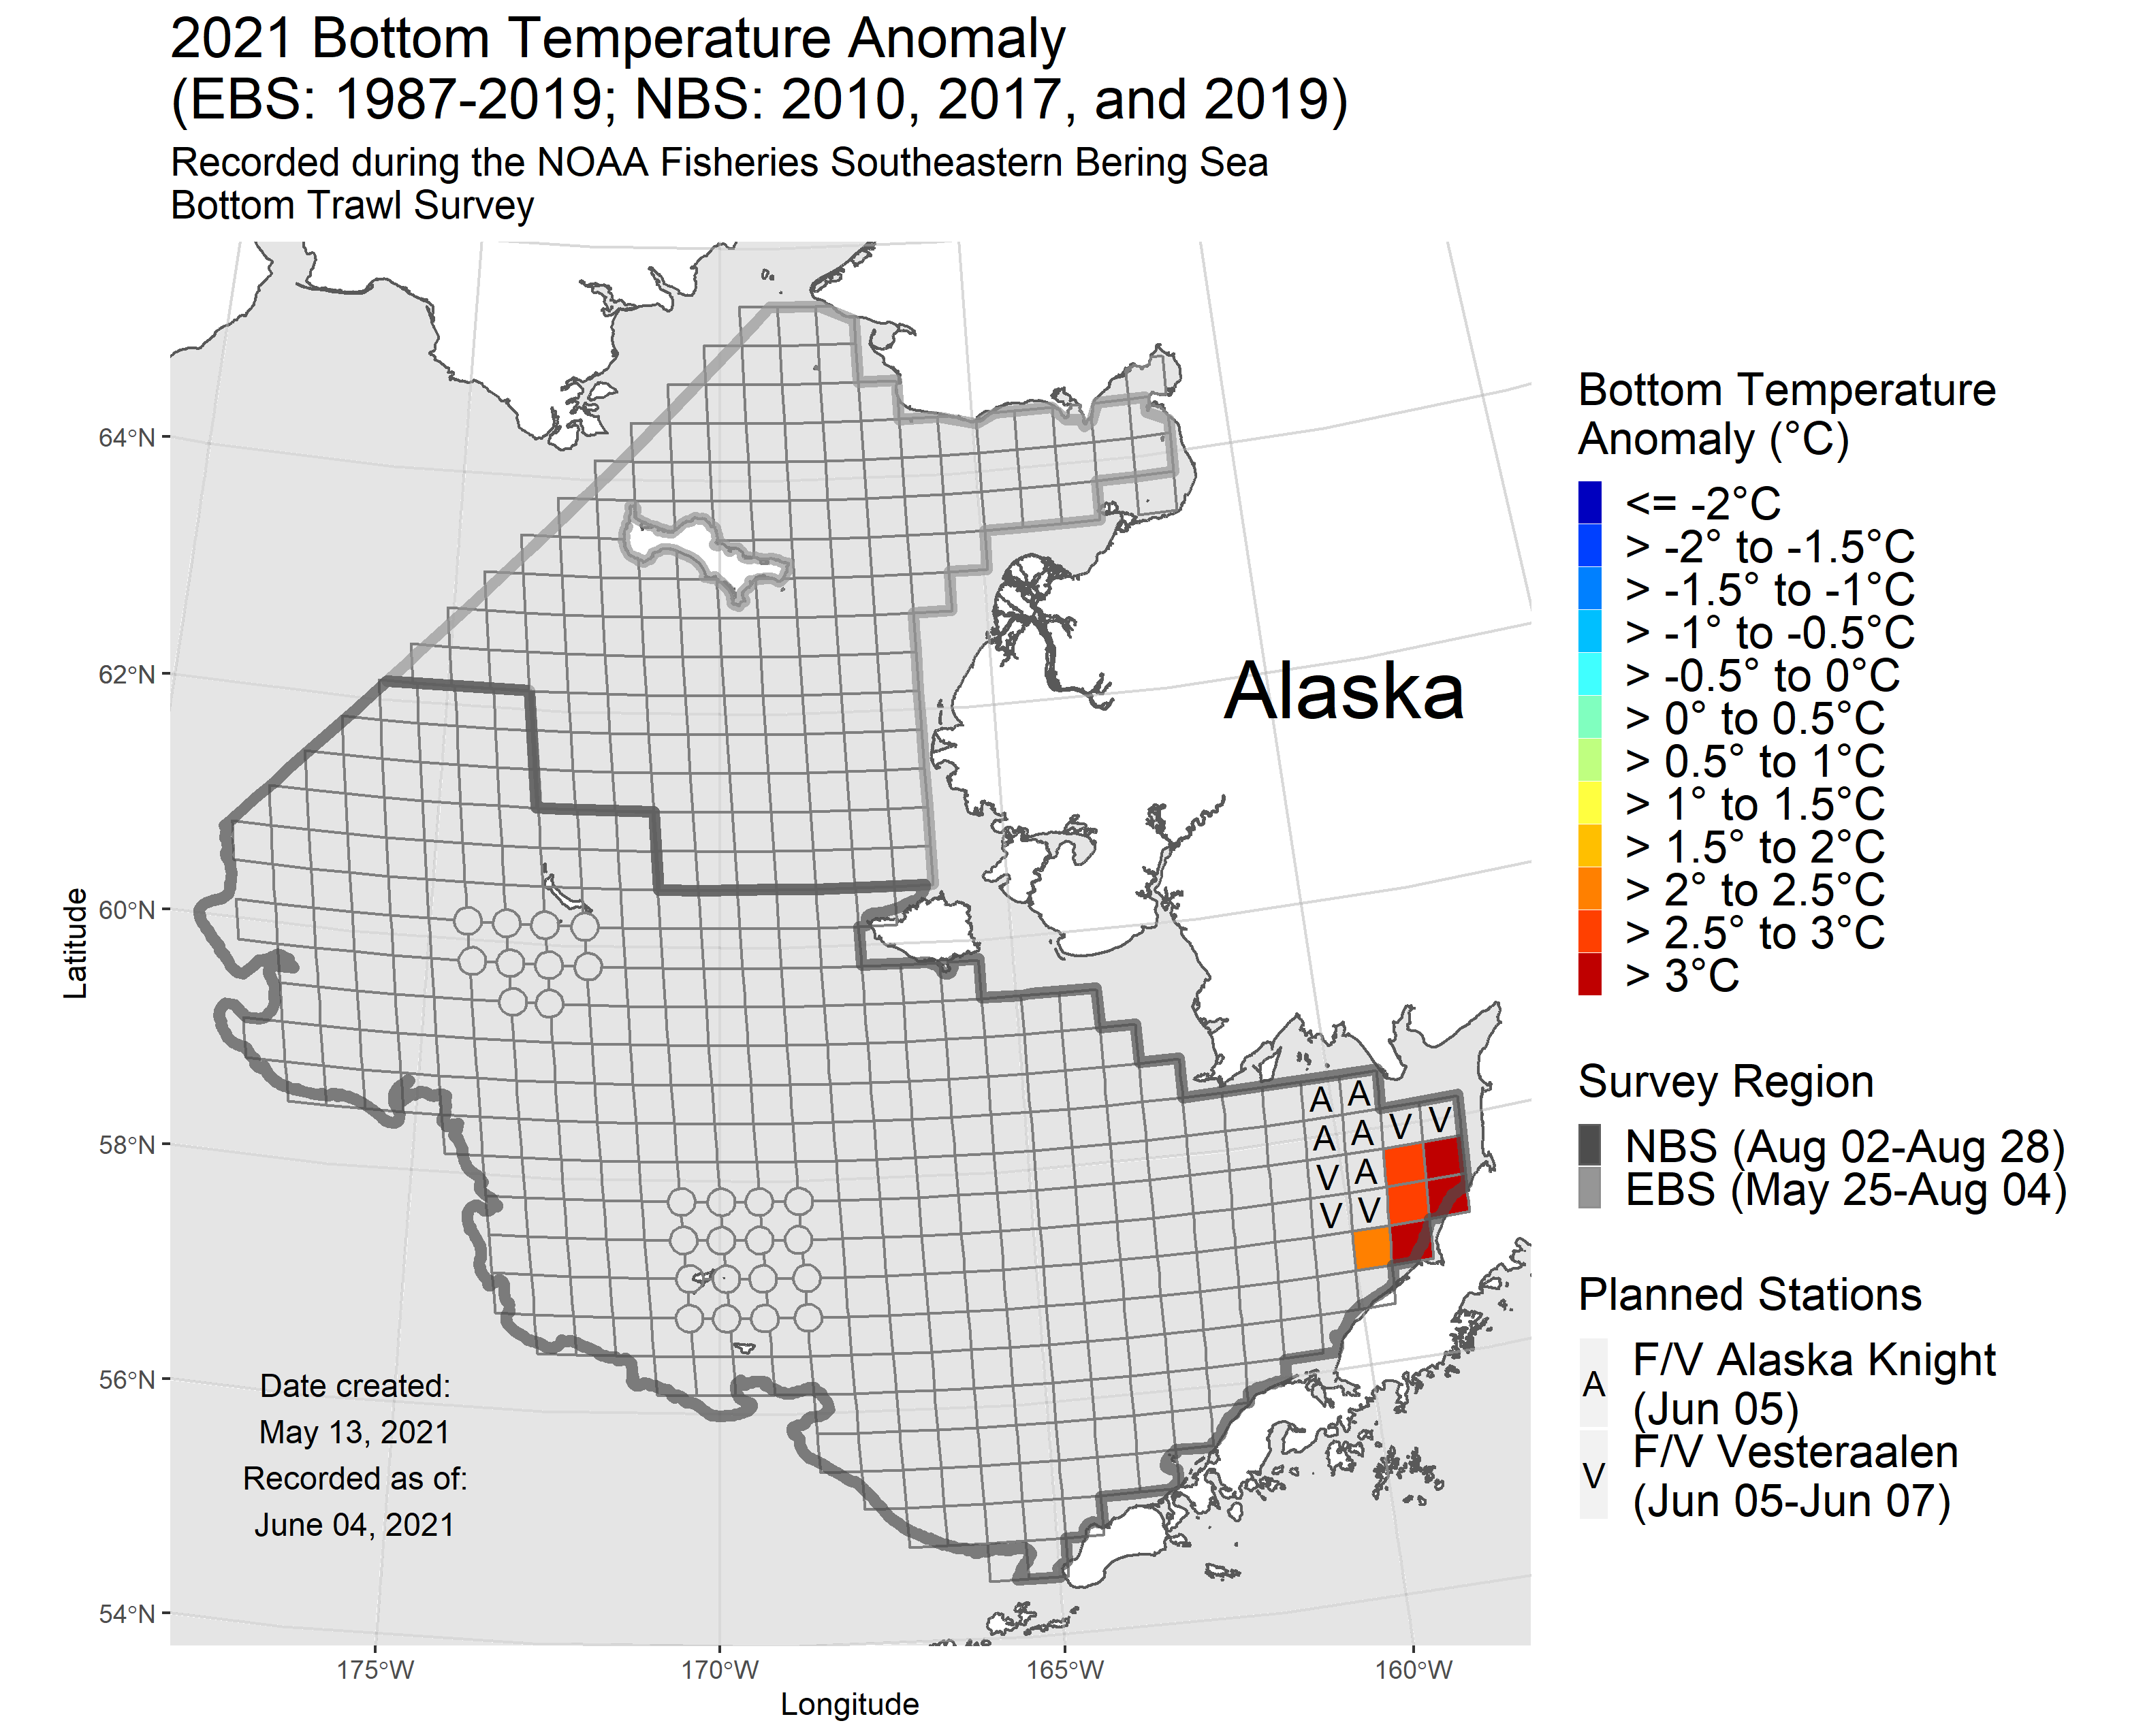 2021 Bottom Temperature Anomaly
(EBS: 1987-2019; NBS: 2010, 2017, and 2019)
Recorded during the NOAA Fisheries Southeastern Bering Sea
Bottom Trawl Survey
64°N
62°N
60°N
58°N
56°N
54°N
Latitude
175°W
170°W
165°W
160°W
Longitude
Alaska
A A
A A V V
V A
V V
Date created:
May 13, 2021
Recorded as of:
June 04, 2021
Bottom Temperature
Anomaly (°C)
<= -2°C
> -2° to -1.5°C
> -1.5° to -1°C
> -1° to -0.5°C
> -0.5° to 0°C
> 0° to 0.5°C
> 0.5° to 1°C
> 1° to 1.5°C
> 1.5° to 2°C
> 2° to 2.5°C
> 2.5° to 3°C
> 3°C
Survey Region
NBS (Aug 02-Aug 28)
EBS (May 25-Aug 04)
Planned Stations
A F/V Alaska Knight
(Jun 05)
V F/V Vesteraalen
(Jun 05-Jun 07)